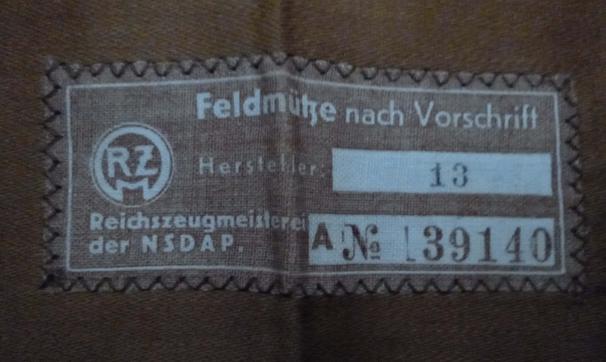 Feldmütze nach Vorschrift
RZM
Hersteller: 13
Reichszeugmeisterei
der NSDAP.
A № 139140